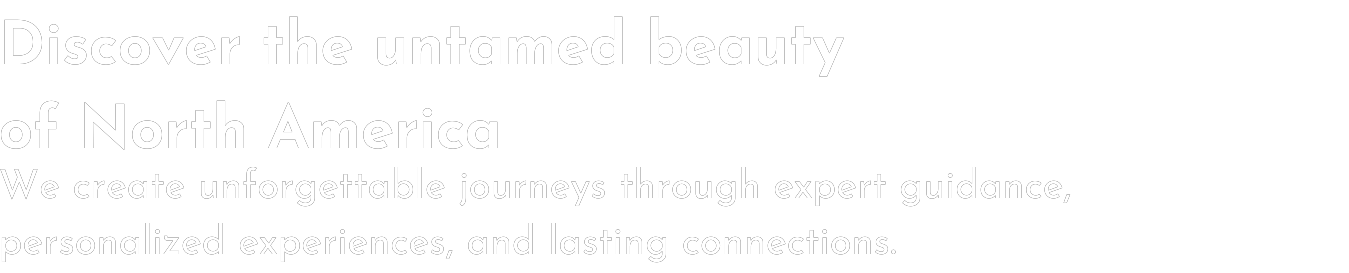 Discover the untamed beauty
of North America
We create unforgettable journeys through expert guidance,
personalized experiences, and lasting connections.